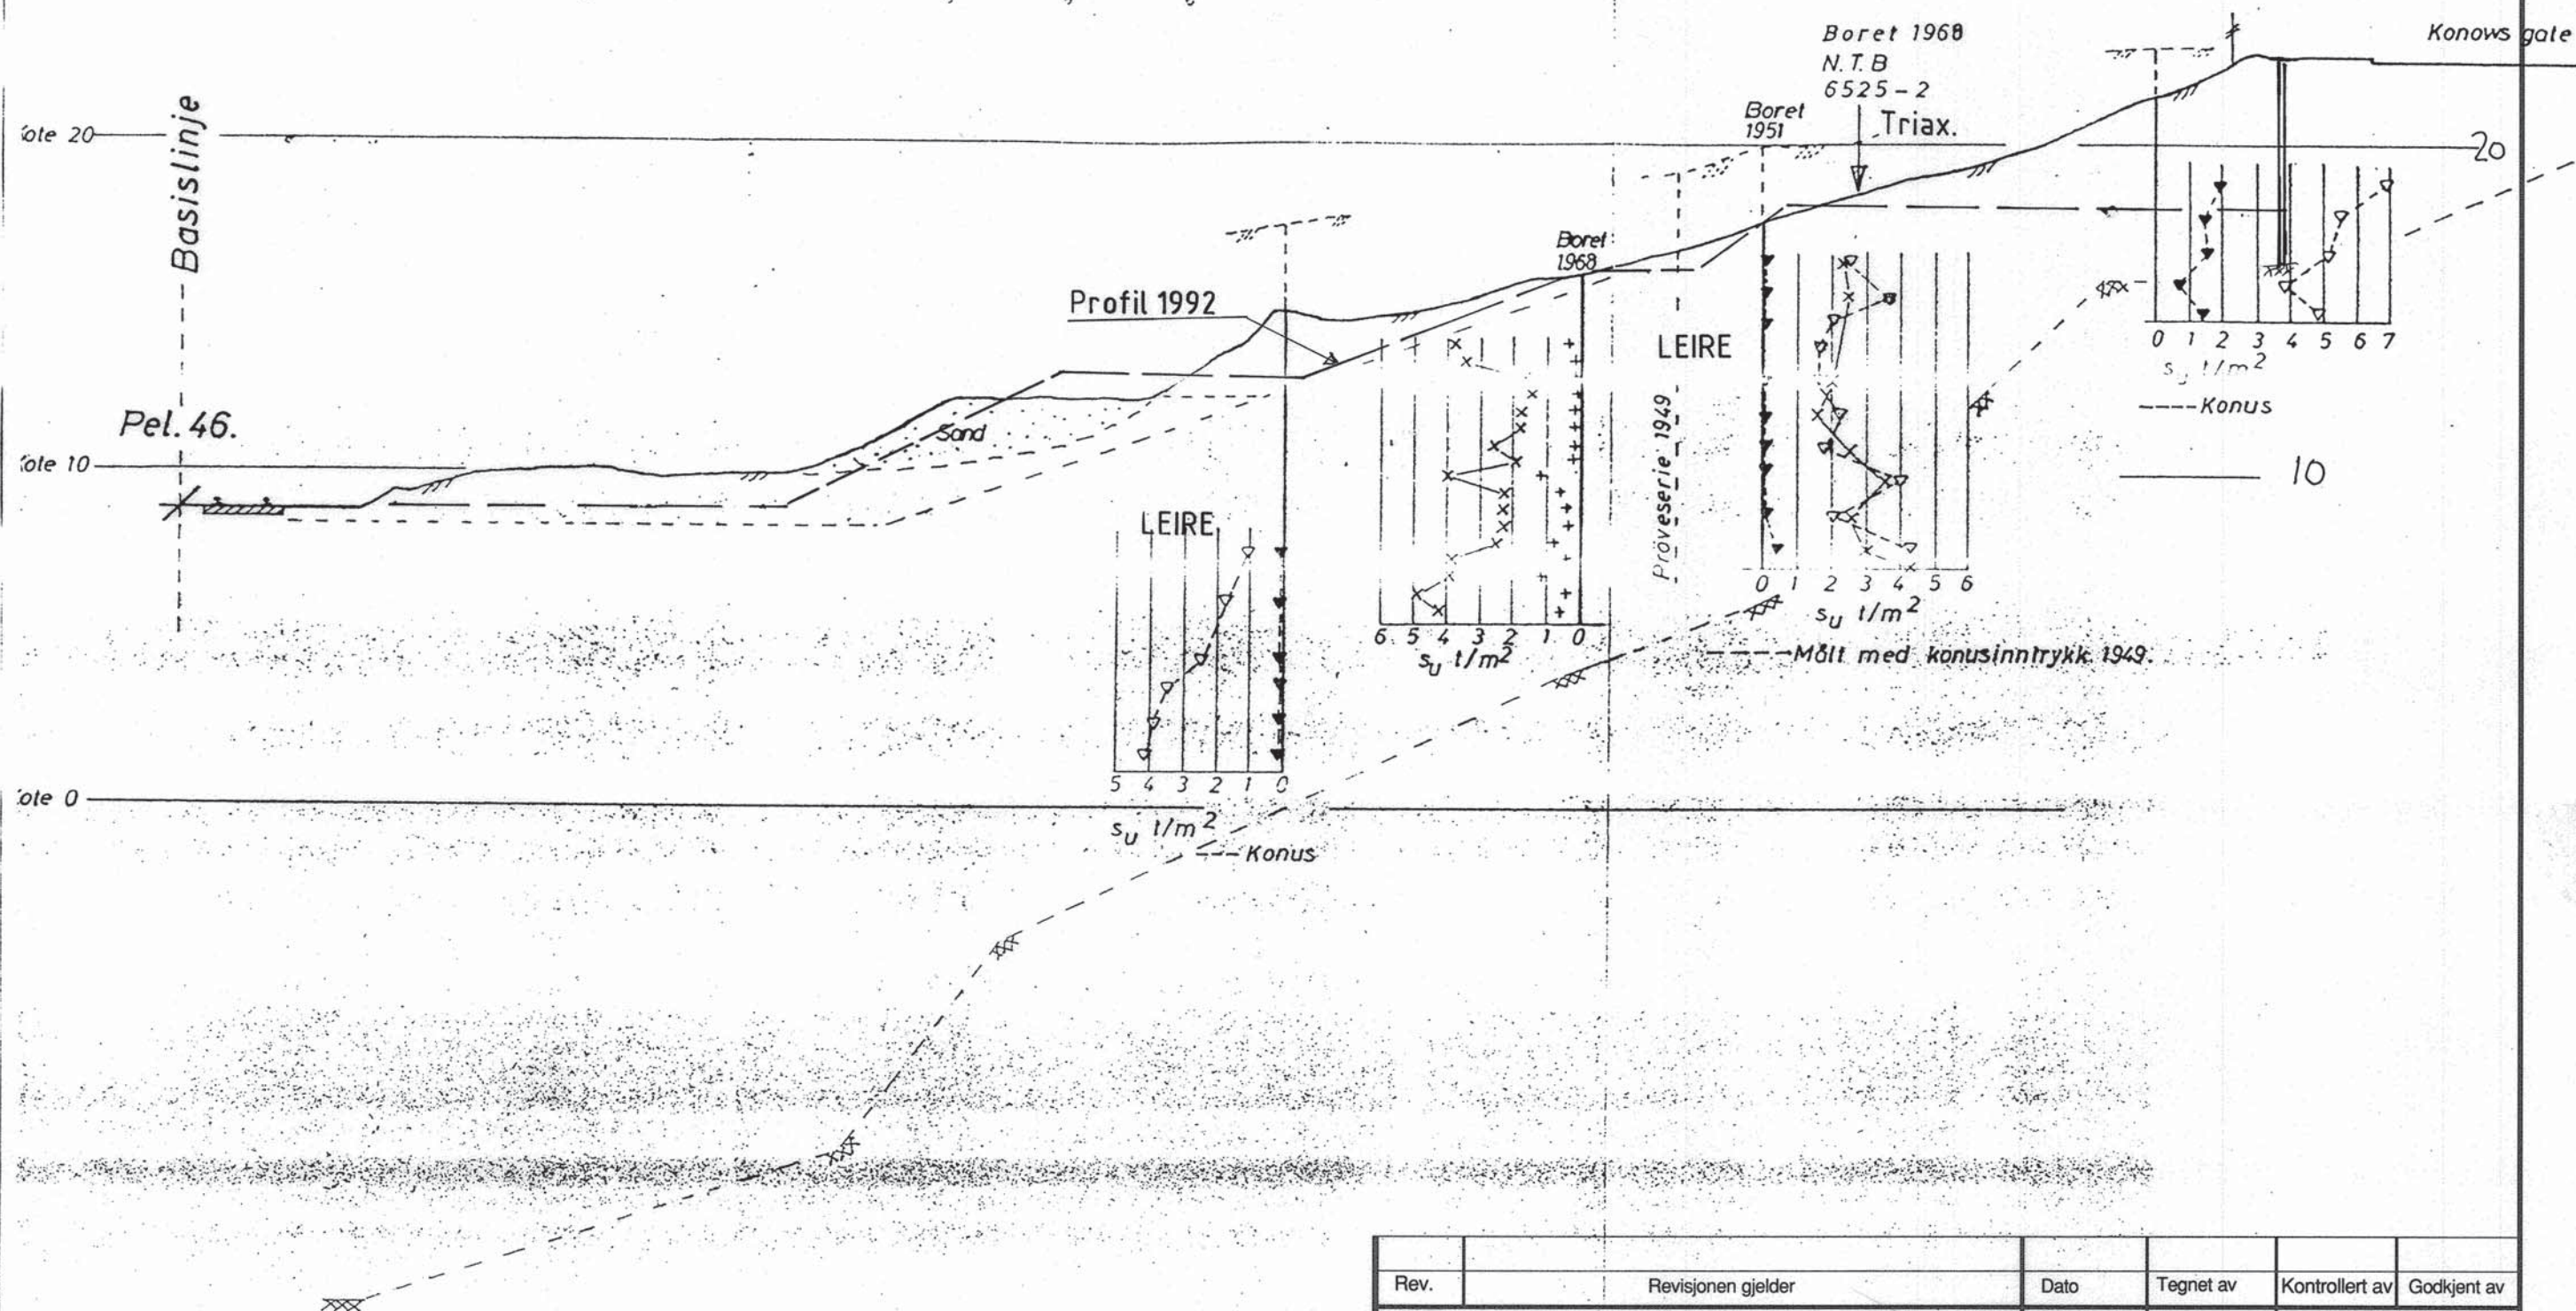 Konows gate
Boret 1968
N.T.B
6525-2
Boret
1951
Triax.
ote 20
20
Basislinje
Boret
1968
Profil 1992
LEIRE
0 1 2 3 4 5 6 7
t/m2
----Konus
Pel. 46.
Sand
Prøveserie 1949
ote 10
10
LEIRE
0 1 2 3 4 5 6
su t/m2
6 5 4 3 2 1 0
su t/m2
----Målt med konusinntrykk. 1949.
5 4 3 2 1 0
ote 0
su t/m2
---Konus
Rev. Revisjonen gjelder Dato Tegnet av Kontrollert av Godkjent av